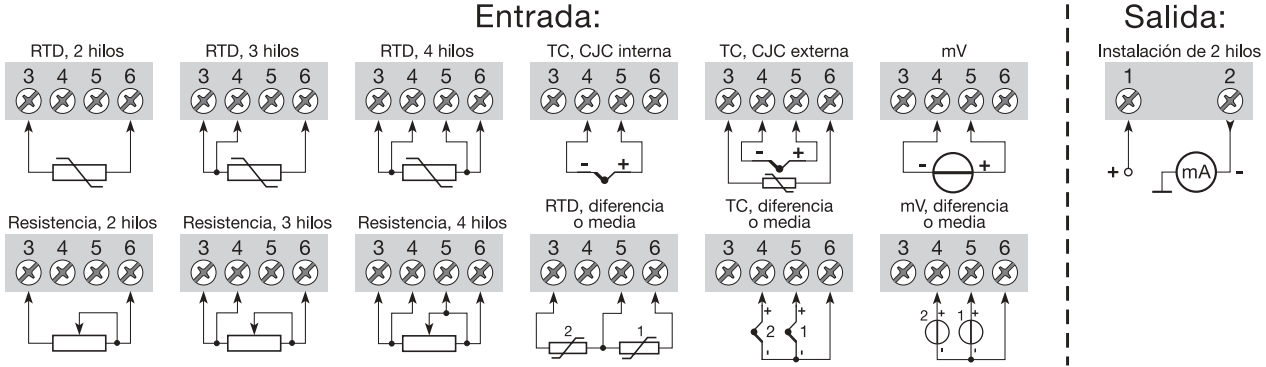 Entrada:
Salida:
RTD, 2 hilos
RTD, 3 hilos
RTD, 4 hilos
TC, CJC interna
TC, CJC externa
mV
Instalación de 2 hilos
3 4 5 6
3 4 5 6
3 4 5 6
3 4 5 6
3 4 5 6
3 4 5 6
1 2
- +
- +
- +
+ mA -
Resistencia, 2 hilos
Resistencia, 3 hilos
Resistencia, 4 hilos
RTD, diferencia
o media
TC, diferencia
o media
mV, diferencia
o media
3 4 5 6
3 4 5 6
3 4 5 6
3 4 5 6
3 4 5 6
3 4 5 6
2 1
+ +
2 1
-
2 + 1 +
- -